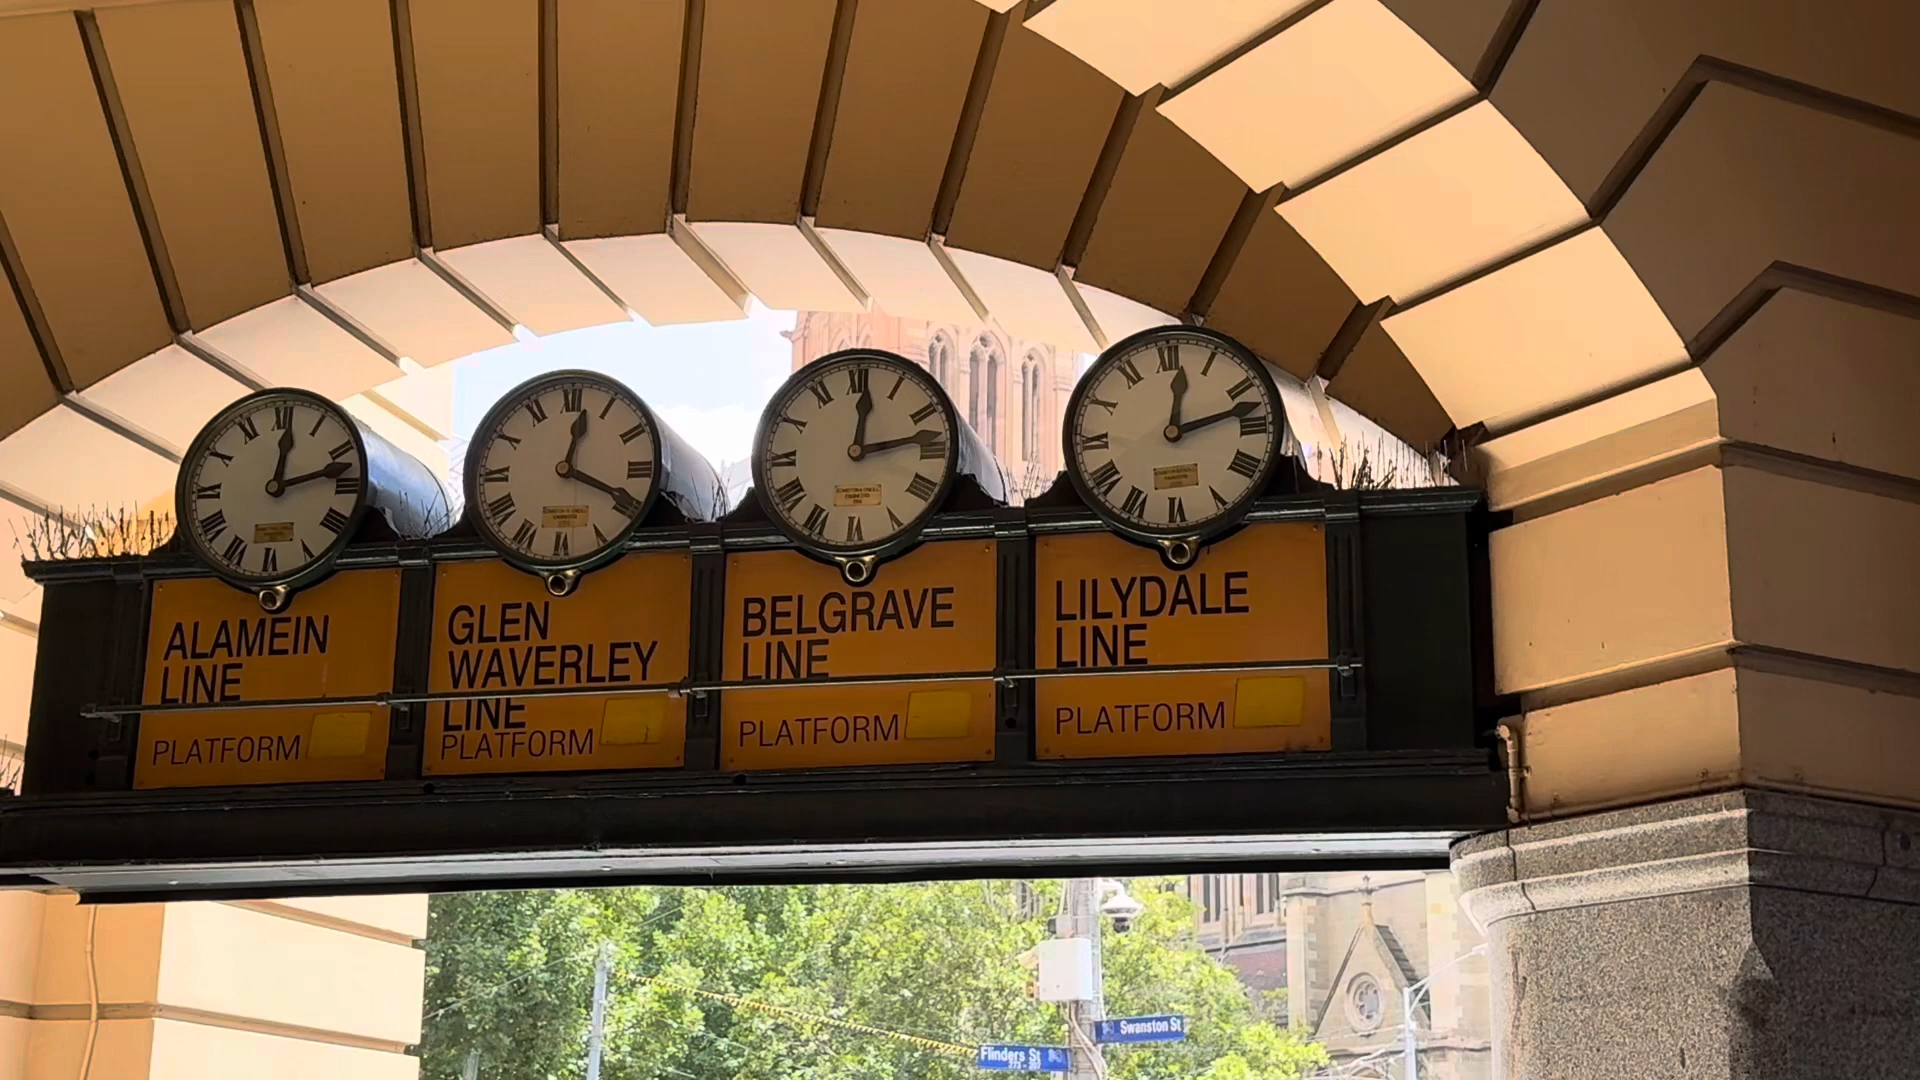 ALAMEIN
LINE
PLATFORM
GLEN
WAVERLEY
LINE
PLATFORM
BELGRAVE
LINE
PLATFORM
LILYDALE
LINE
PLATFORM
Swanston St
Flinders St